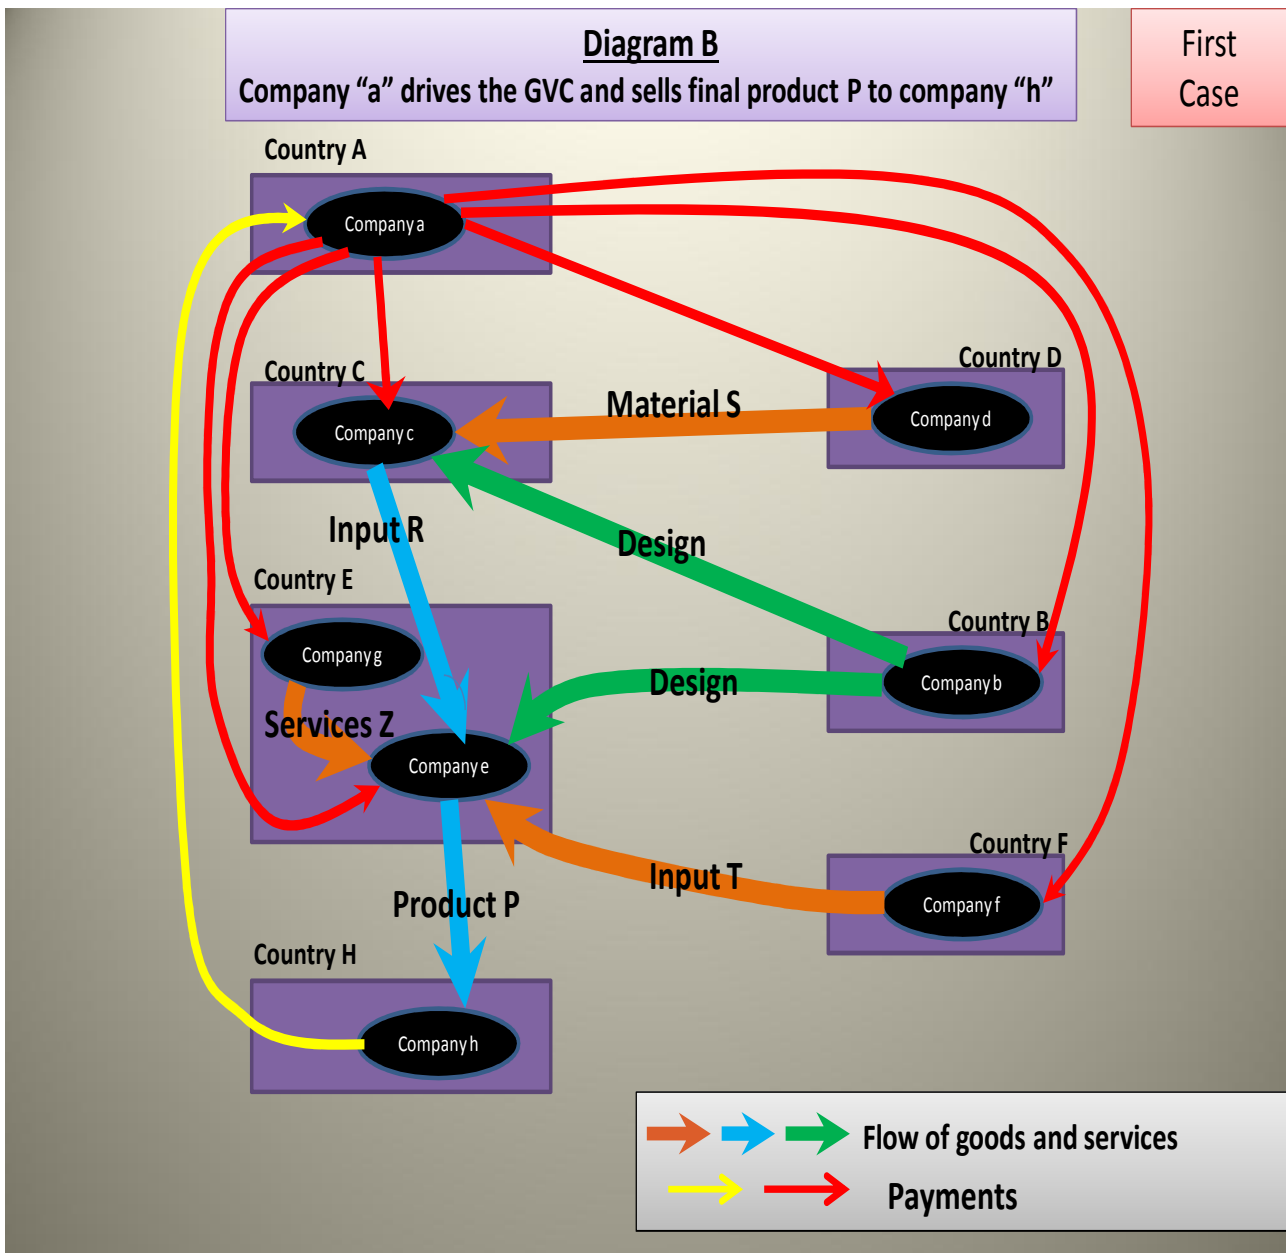 Diagram B
Company “a” drives the GVC and sells final product P to company “h”
First
Case
Country A
Company a
Country C
Company c
Country D
Company d
Material S
Input R
Design
Country E
Company g
Services Z
Company e
Country B
Company b
Design
Input T
Country F
Company f
Product P
Country H
Company h
Flow of goods and services
Payments